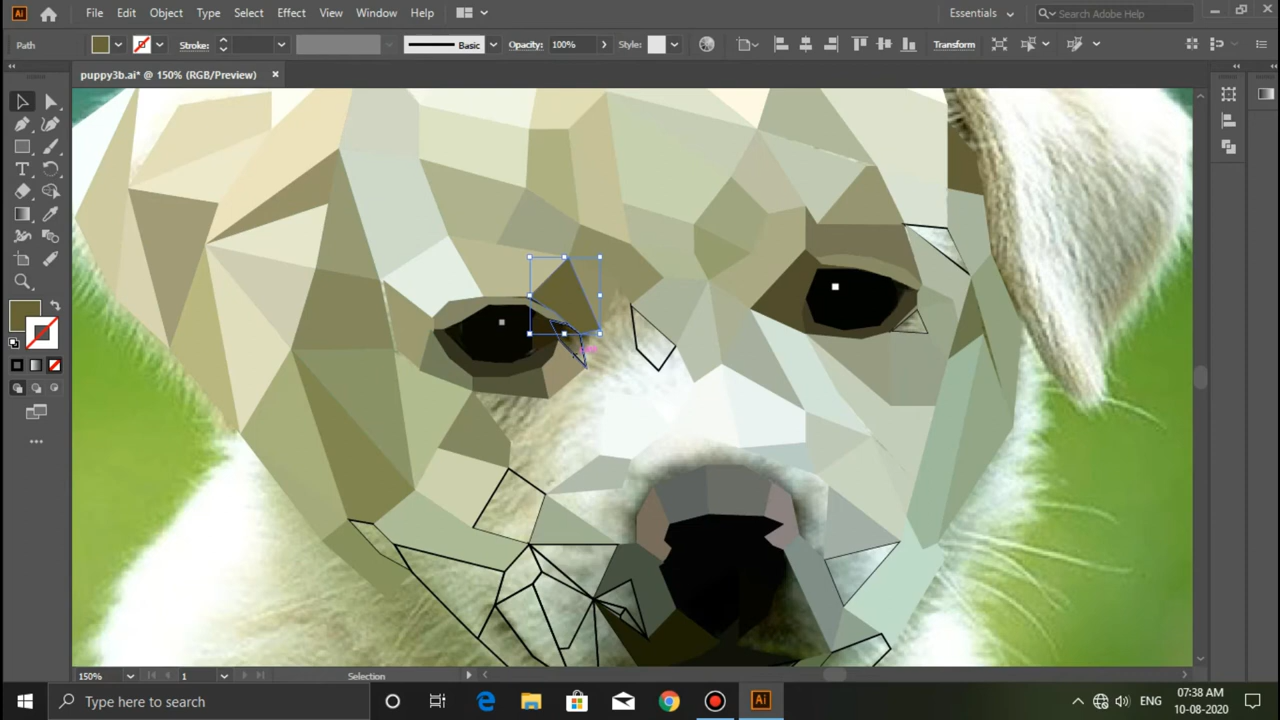 Ai File Edit Object Type Select Effect View Window Help Essentials Search Adobe Help
Path Stroke: Basic Opacity: 100% Style: Transform
puppy3b.ai* @ 150% (RGB/Preview)
150% 1 Selection
Type here to search Ai ENG 07:38 AM
10-08-2020